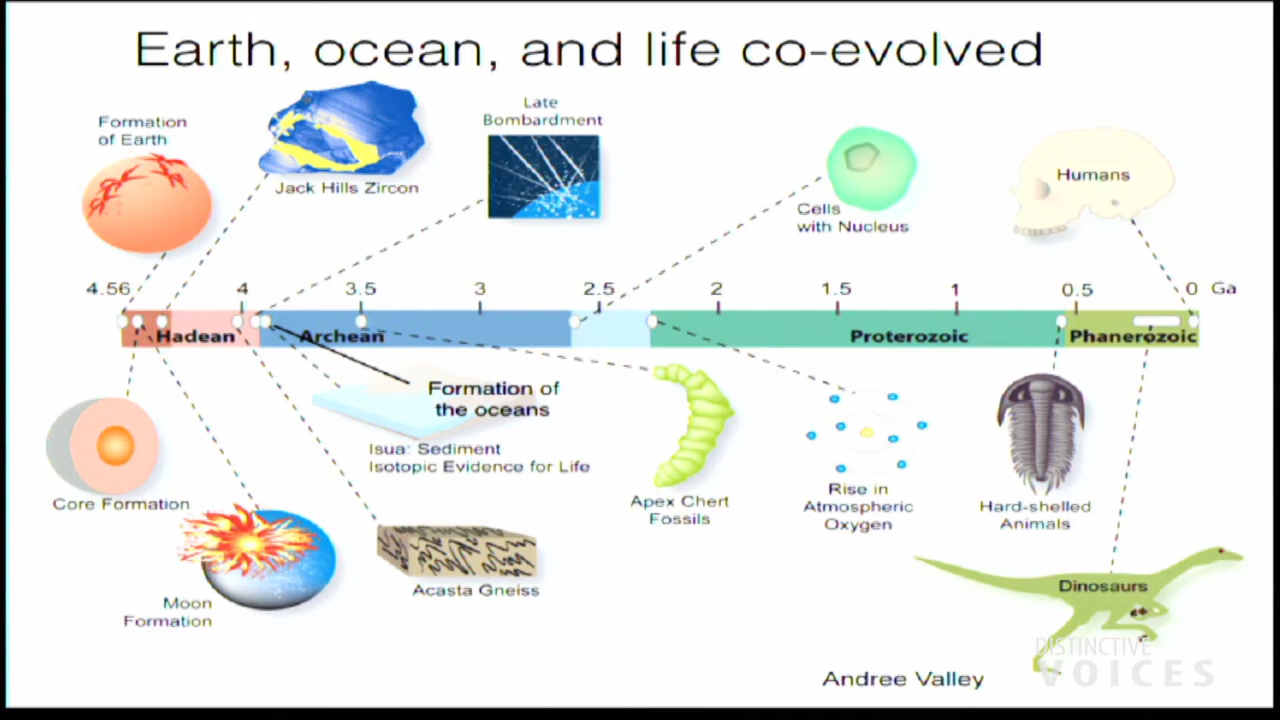 Earth, ocean, and life co-evolved
Formation
of Earth
Jack Hills Zircon
Late
Bombardment
Cells
with Nucleus
Humans
4.56
4
3.5
3
2.5
2
1.5
1
0.5
0
Ga
Hadean
Archean
Proterozoic
Phanerozoic
Formation of
the oceans
Isua: Sediment
Isotopic Evidence for Life
Core Formation
Moon
Formation
Acasta Gneiss
Apex Chert
Fossils
Rise in
Atmospheric
Oxygen
Hard-shelled
Animals
Dinosaurs
Andree Valley
DISTINCTIVE
VOICES